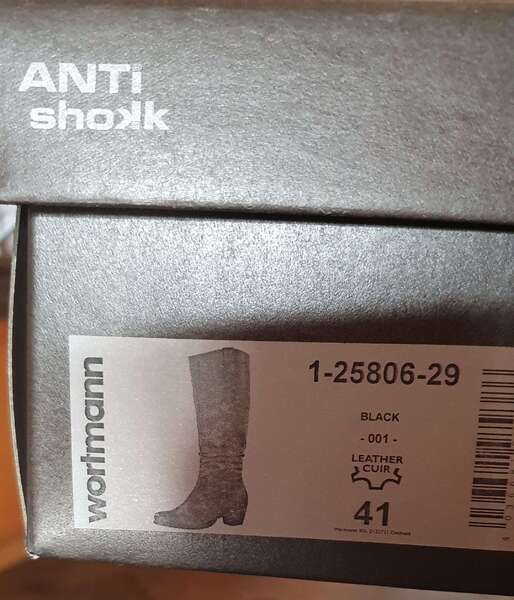 ANTi
shokk
wortmann
1-25806-29
BLACK
- 001 -
LEATHER
CUIR
41